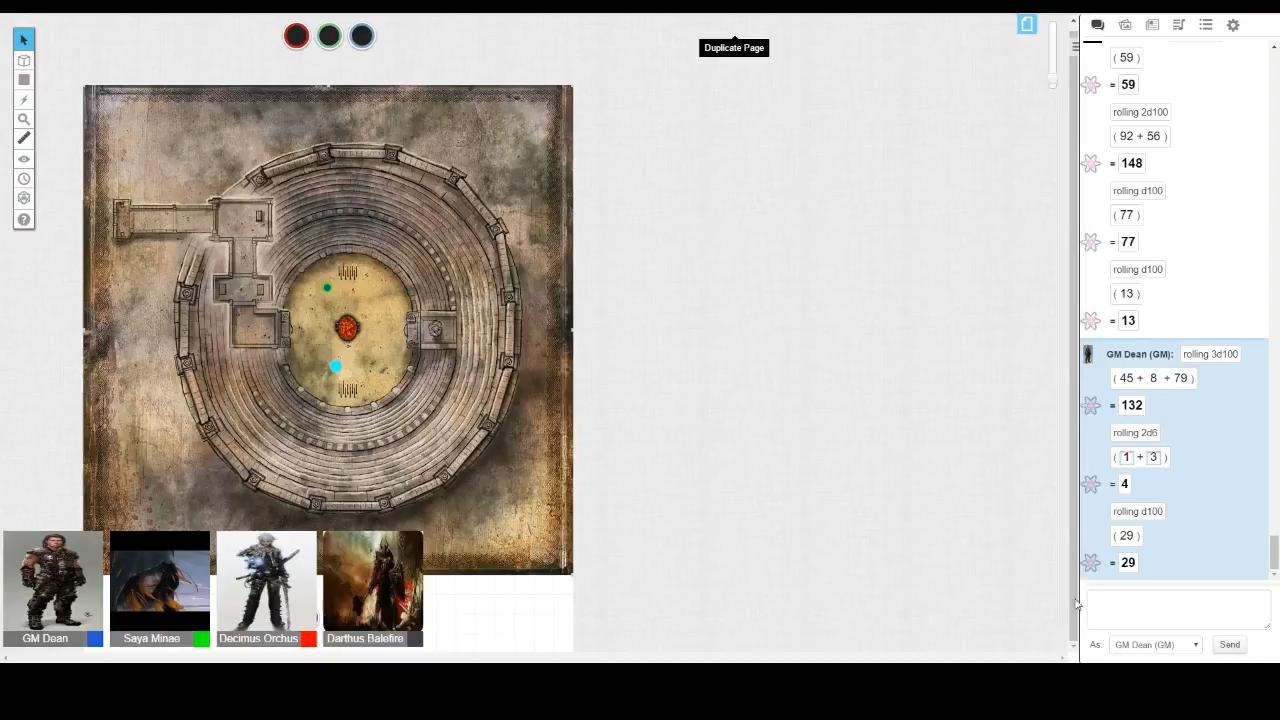 Duplicate Page
( 59 )
= 59
rolling 2d100
( 92 + 56 )
= 148
rolling d100
( 77 )
= 77
rolling d100
( 13 )
= 13
GM Dean (GM): rolling 3d100
( 45 + 8 + 79 )
= 132
rolling 2d6
( 1 + 3 )
= 4
rolling d100
( 29 )
= 29
GM Dean
Saya Minae
Decimus Orchus
Darthus Balefire
As: GM Dean (GM)
Send